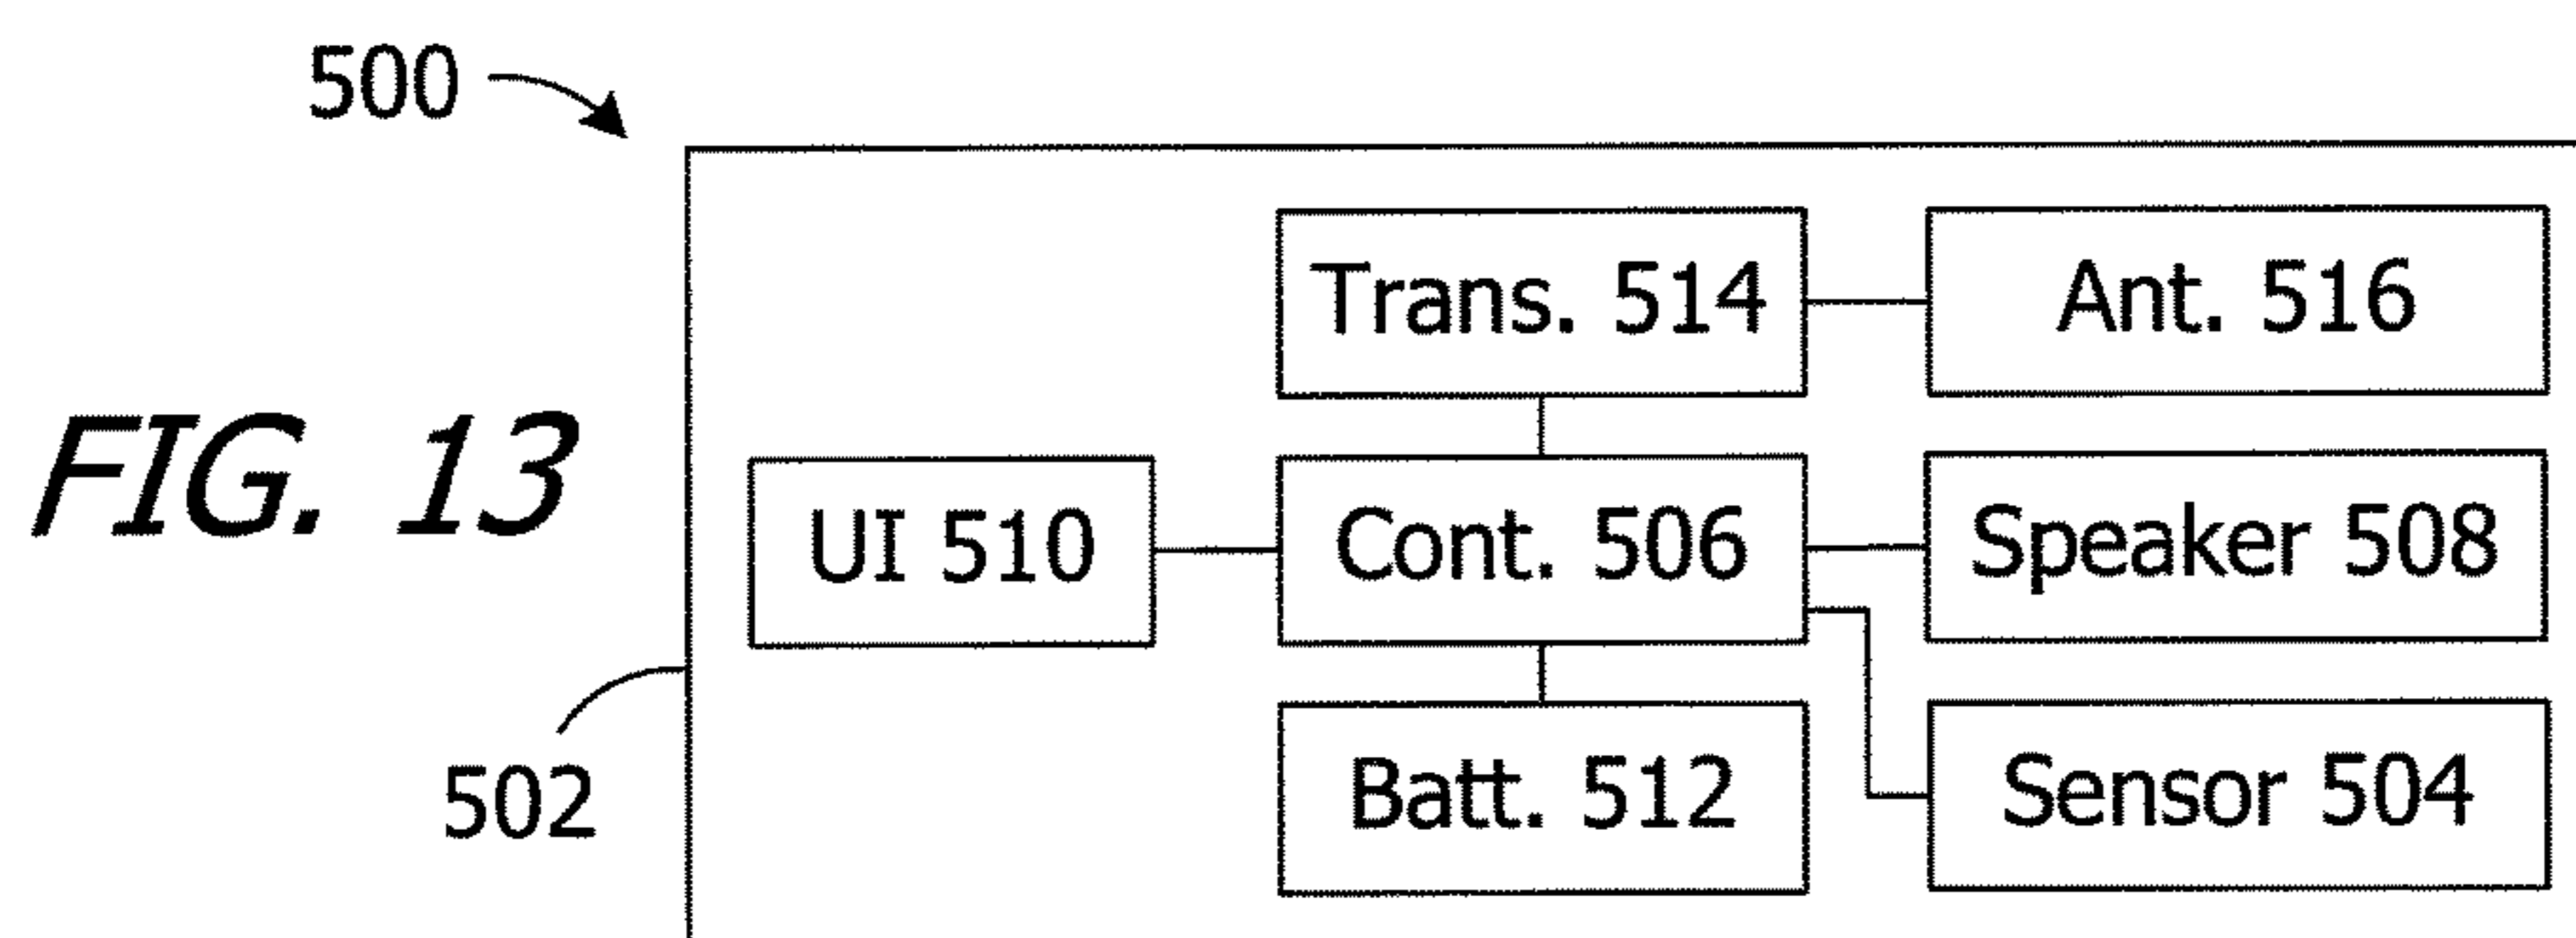 500
Trans. 514
Ant. 516
FIG. 13
UI 510
Cont. 506
Speaker 508
502
Batt. 512
Sensor 504